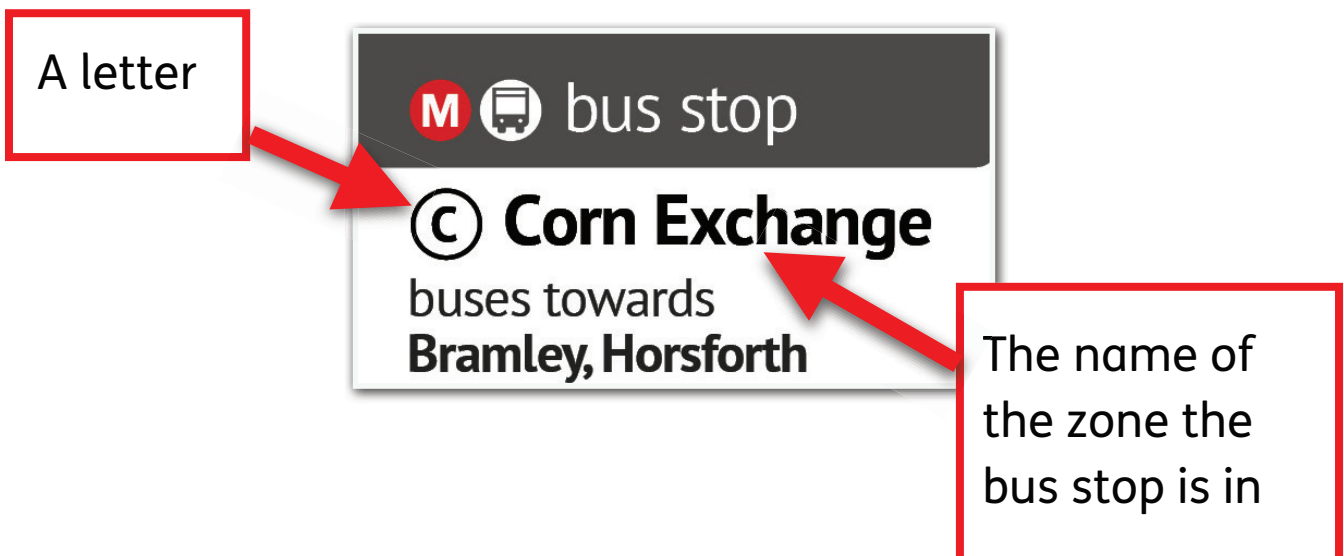 A letter
M bus stop
C Corn Exchange
buses towards
Bramley, Horsforth
The name of
the zone the
bus stop is in